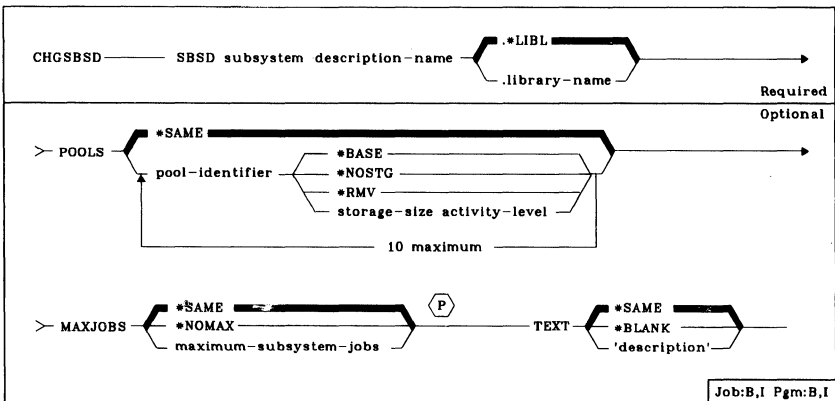 .*LIBL
CHGSBSD SBSD subsystem description-name
.library-name
Required
Optional
*SAME
POOLS pool-identifier
*BASE
*NOSTG
*RMV
storage-size activity-level
10 maximum
*SAME
MAXJOBS *NOMAX
maximum-subsystem-jobs
P
TEXT
*SAME
*BLANK
'description'
Job:B,I Pgm:B,I